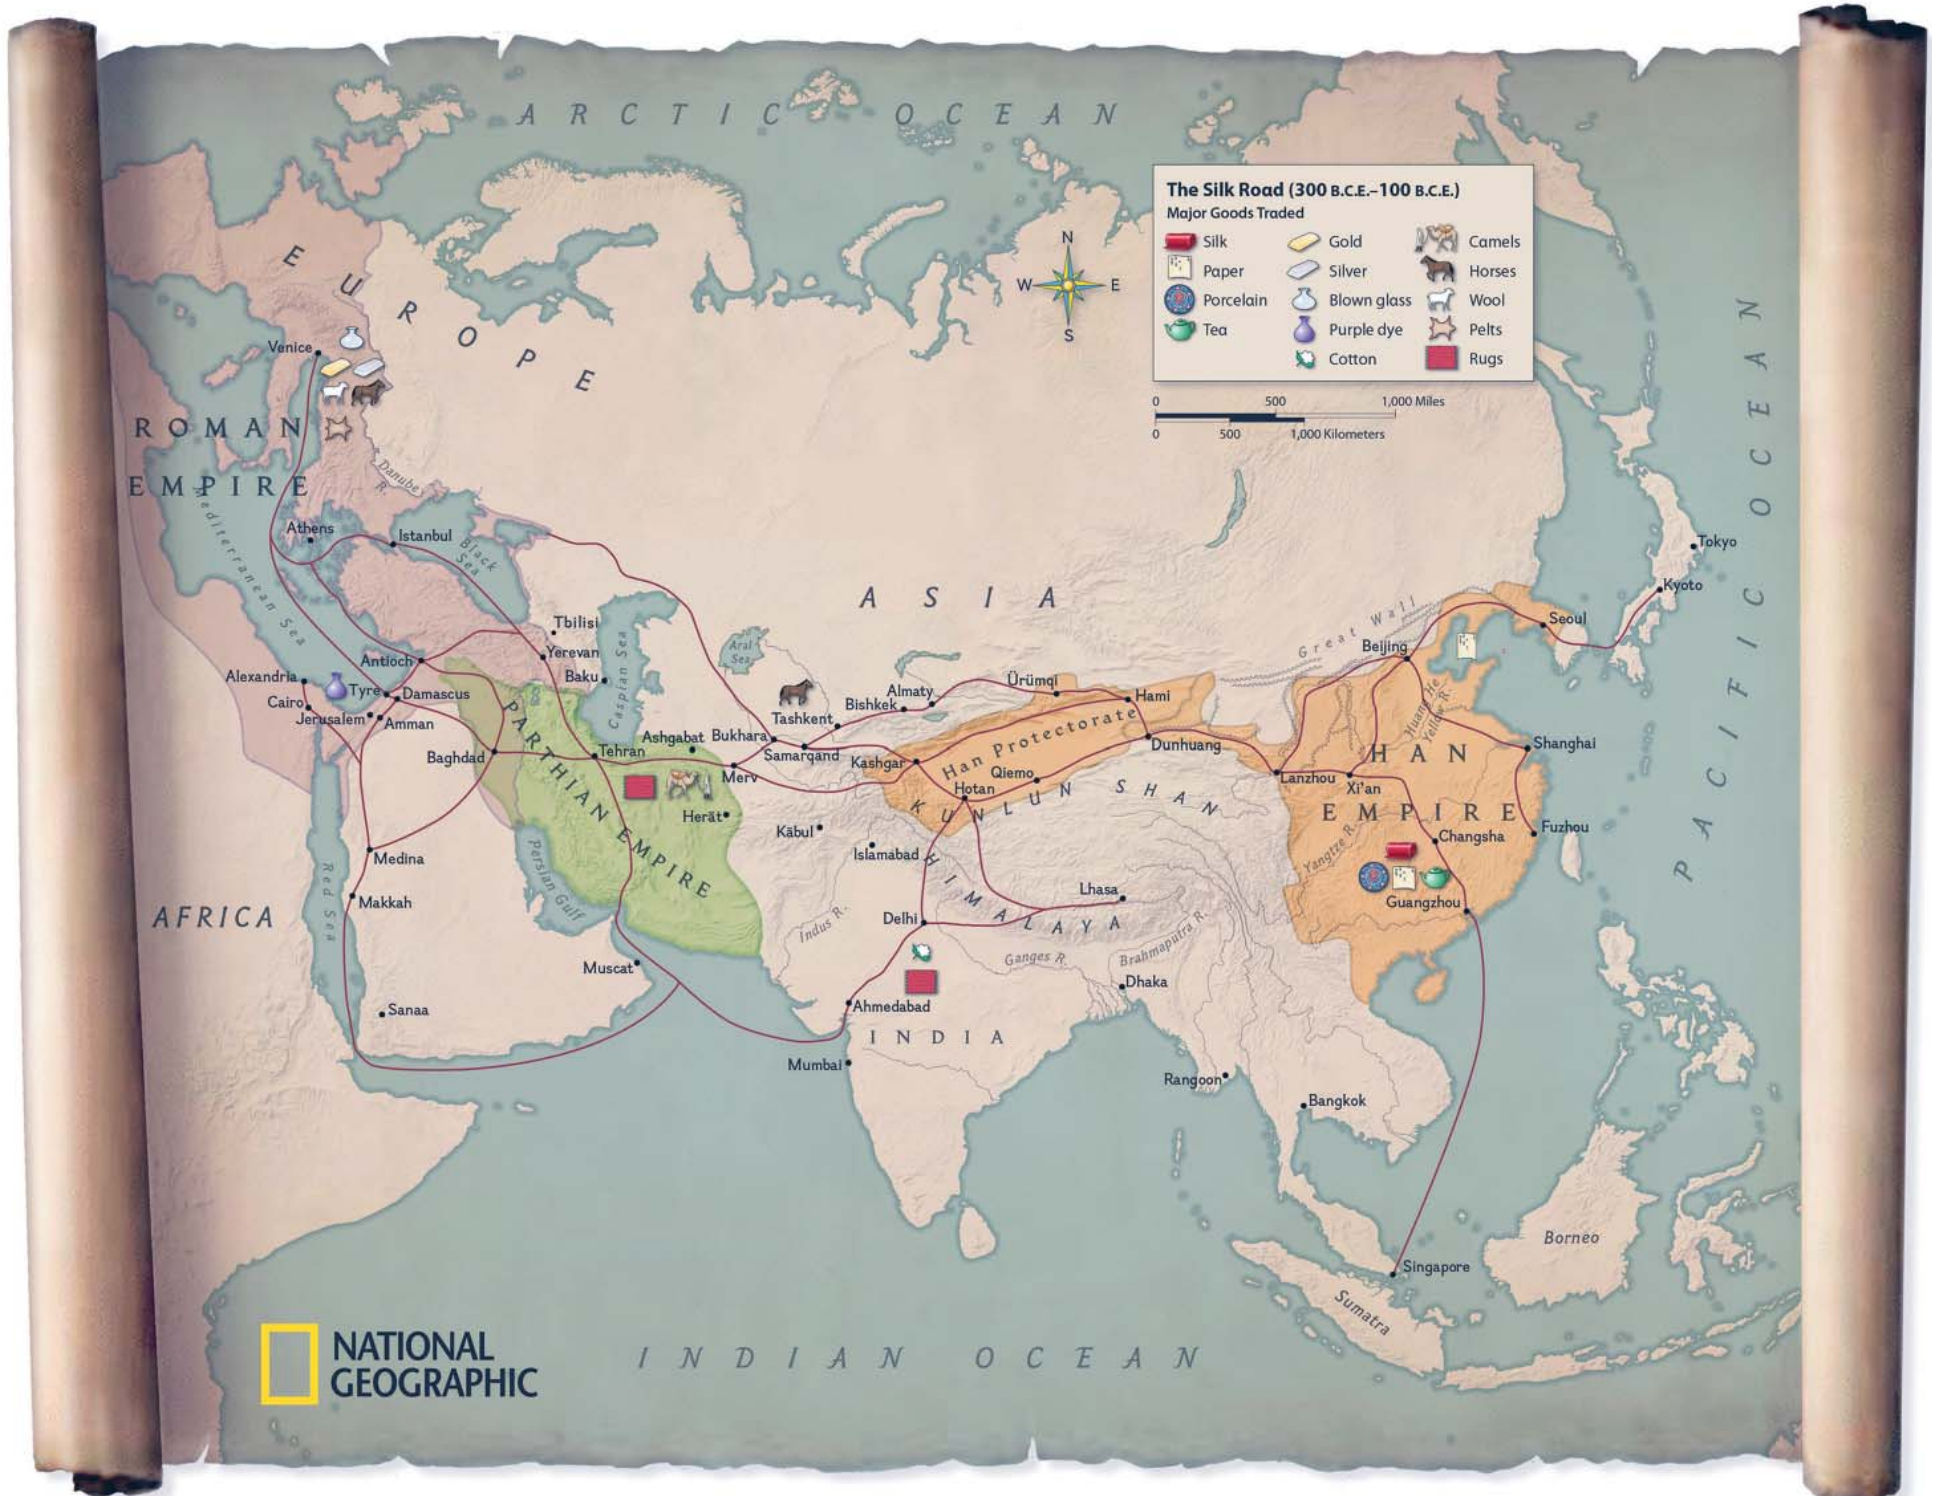 ARCTIC OCEAN
The Silk Road (300 B.C.E.–100 B.C.E.)
Major Goods Traded
Silk
Paper
Porcelain
Tea
Gold
Silver
Blown glass
Purple dye
Cotton
Camels
Horses
Wool
Pelts
Rugs
0 500 1,000 Miles
0 500 1,000 Kilometers
N
W
E
S
EUROPE
Venice
ROMAN
EMPIRE
Danube
R.
Mediterranean Sea
Athens
Istanbul
Black
Sea
ASIA
PACIFIC OCEAN
Tokyo
Kyoto
Seoul
Great Wall
Beijing
Tbilisi
Yerevan
Baku
Caspian Sea
Aral
Sea
Antioch
Alexandria
Tyre
Damascus
Cairo
Jerusalem
Amman
Baghdad
PARTHIAN EMPIRE
Tehran
Ashgabat
Bukhara
Merv
Samarqand
Tashkent
Bishkek
Almaty
Ürümqi
Hami
Han Protectorate
Dunhuang
Kashgar
Qiemo
Hotan
KUNLUN SHAN
Lanzhou
Xi'an
Huang He
Yellow R.
HAN
EMPIRE
Shanghai
Fuzhou
Changsha
Yangtze R.
Guangzhou
Herāt
Kābul
Islamabad
HIMALAYA
Lhasa
Delhi
Indus R.
Ganges R.
Brahmaputra R.
Dhaka
Medina
Makkah
Red Sea
Persian Gulf
AFRICA
Muscat
Sanaa
Ahmedabad
INDIA
Mumbai
Rangoon
Bangkok
Singapore
Borneo
Sumatra
INDIAN OCEAN
NATIONAL
GEOGRAPHIC